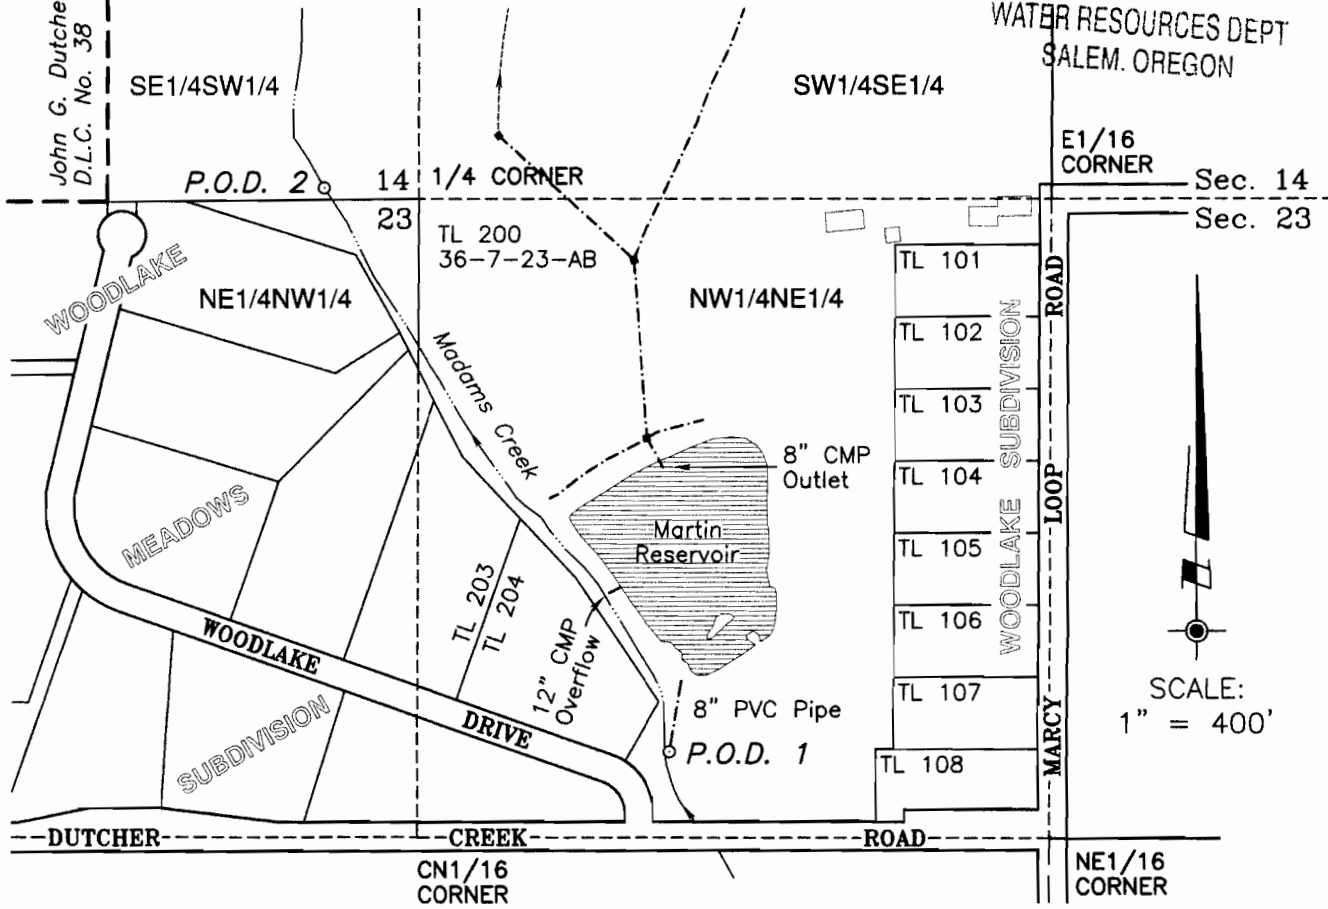 WATER RESOURCES DEPT
SALEM. OREGON
John G. Dutche
D.L.C. No. 38
SE1/4SW1/4
SW1/4SE1/4
E1/16
CORNER
P.O.D. 2
14
1/4 CORNER
Sec. 14
23
Sec. 23
TL 200
36-7-23-AB
WOODLAKE
NE1/4NW1/4
NW1/4NE1/4
TL 101
TL 102
TL 103
TL 104
TL 105
TL 106
TL 107
TL 108
WOODLAKE SUBDIVISION
MARCY LOOP ROAD
Madams Creek
8" CMP
Outlet
Martin
Reservoir
MEADOWS
TL 203
TL 204
12" CMP
Overflow
WOODLAKE
DRIVE
SUBDIVISION
8" PVC Pipe
P.O.D. 1
SCALE:
1" = 400'
DUTCHER CREEK ROAD
CN1/16
CORNER
NE1/16
CORNER